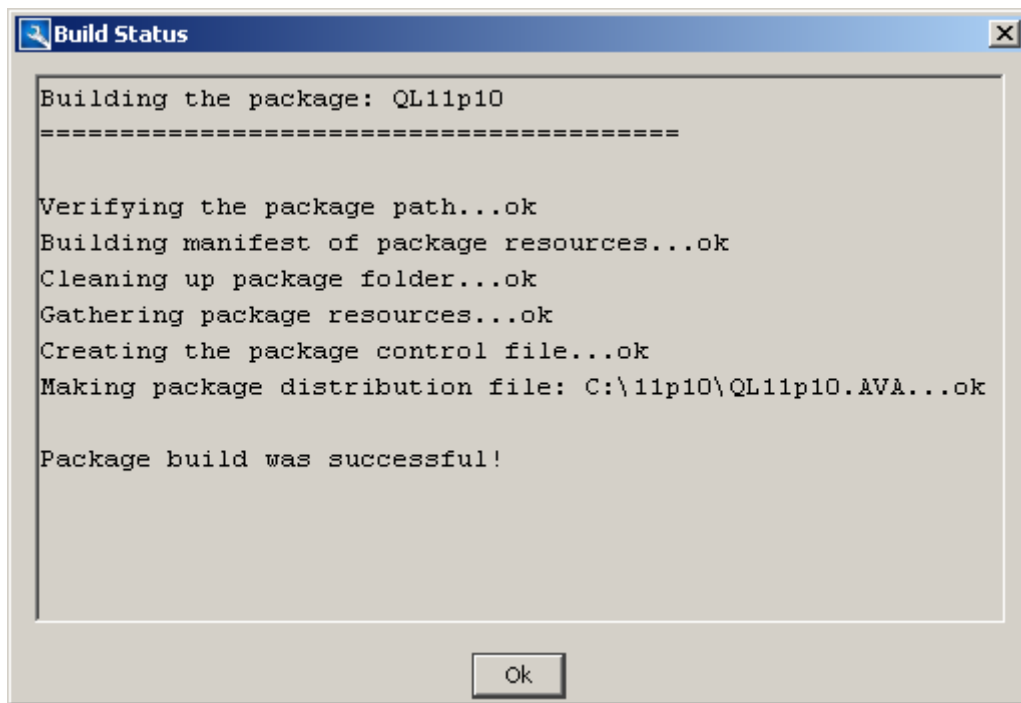 Build Status
Building the package: QL11p10
========================================
Verifying the package path...ok
Building manifest of package resources...ok
Cleaning up package folder...ok
Gathering package resources...ok
Creating the package control file...ok
Making package distribution file: C:\11p10\QL11p10.AVA...ok
Package build was successful!
Ok